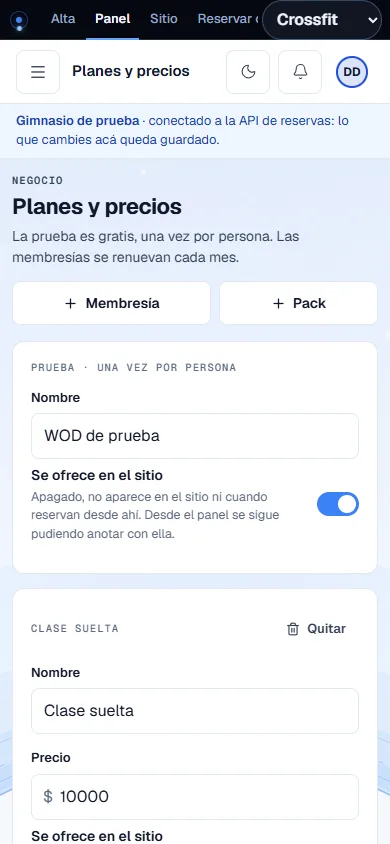 Alta Panel Sitio Reservar Crossfit
Planes y precios DD
Gimnasio de prueba · conectado a la API de reservas: lo
que cambies acá queda guardado.
NEGOCIO
Planes y precios
La prueba es gratis, una vez por persona. Las
membresías se renuevan cada mes.
+ Membresía + Pack
PRUEBA · UNA VEZ POR PERSONA
Nombre
WOD de prueba
Se ofrece en el sitio
Apagado, no aparece en el sitio ni cuando
reservan desde ahí. Desde el panel se sigue
pudiendo anotar con ella.
CLASE SUELTA Quitar
Nombre
Clase suelta
Precio
$ 10000
Se ofrece en el sitio